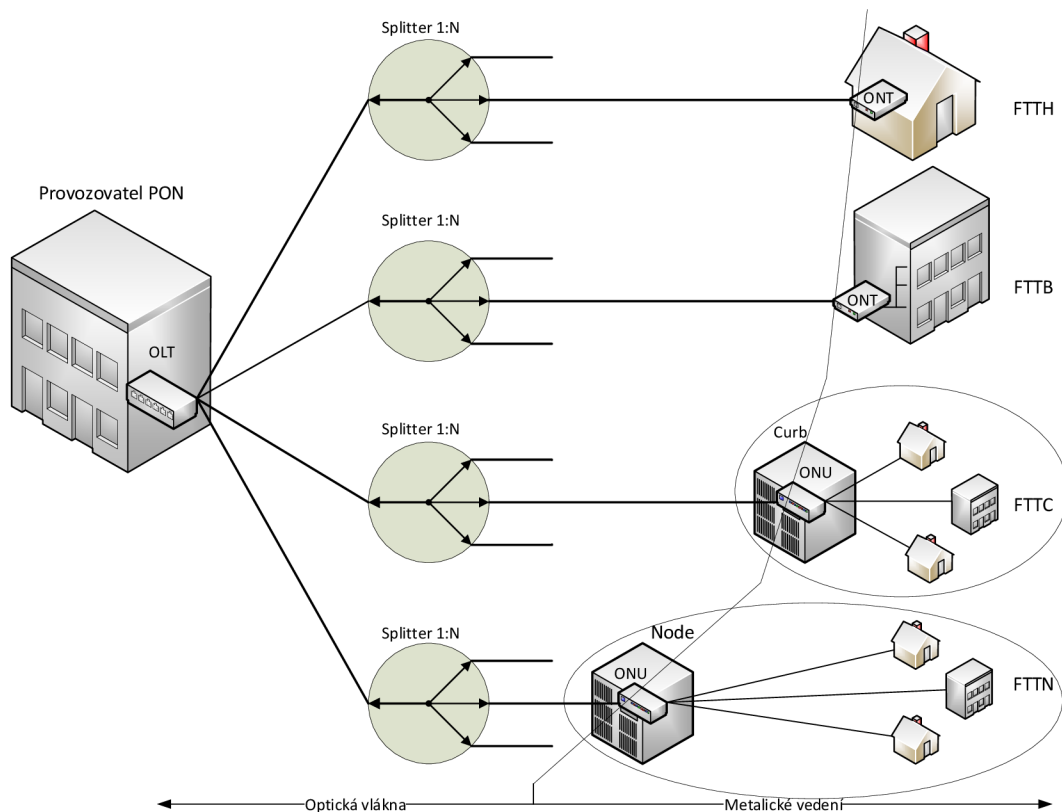 Splitter 1:N
ONT
FTTH
Provozovatel PON
Splitter 1:N
ONT
FTTB
OLT
Splitter 1:N
Curb
ONU
FTTC
Splitter 1:N
Node
ONU
FTTN
Optická vlákna
Metalické vedení